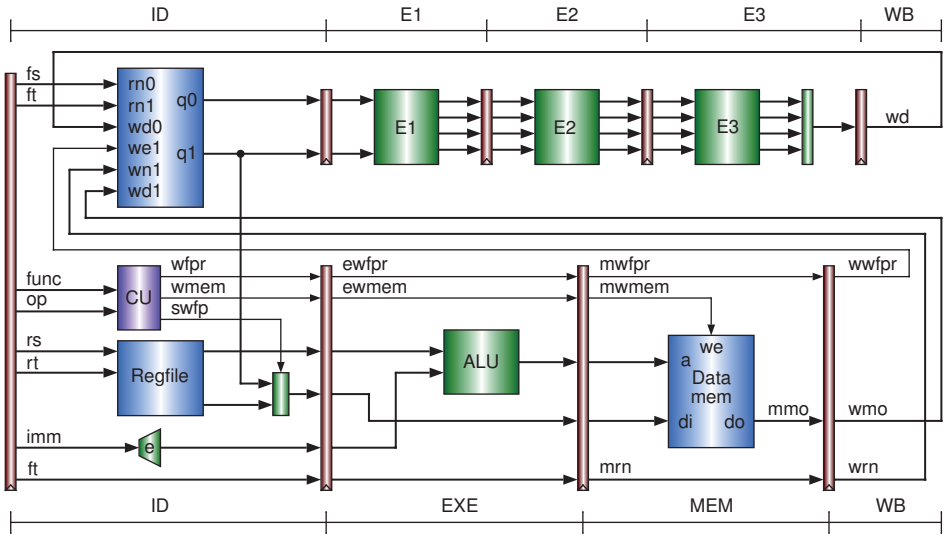 ID E1 E2 E3 WB
fs
ft
rn0
rn1
wd0
we1
wn1
wd1
q0
q1
E1
E2
E3
wd
func
op
CU
wfpr
wmem
swfp
ewfpr
ewmem
mwfpr
mwmem
wwfpr
rs
rt
Regfile
ALU
we
a
Data
mem
di
do
mmo
wmo
imm
e
ft
mrn
wrn
ID EXE MEM WB